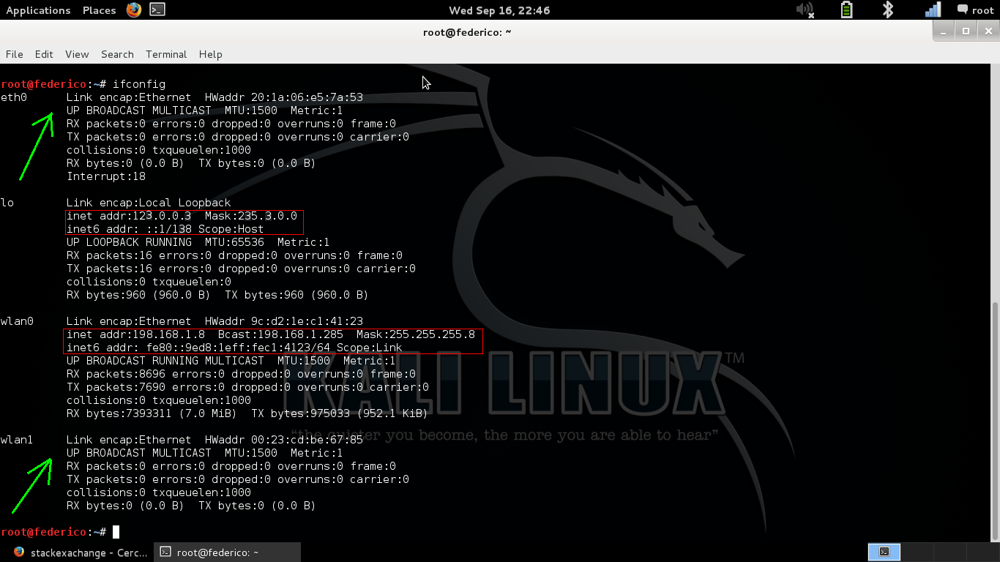 Applications Places Wed Sep 16, 22:46 root
root@federico: ~
File Edit View Search Terminal Help
root@federico:~# ifconfig
eth0 Link encap:Ethernet HWaddr 20:1a:06:e5:7a:53
UP BROADCAST MULTICAST MTU:1500 Metric:1
RX packets:0 errors:0 dropped:0 overruns:0 frame:0
TX packets:0 errors:0 dropped:0 overruns:0 carrier:0
collisions:0 txqueuelen:1000
RX bytes:0 (0.0 B) TX bytes:0 (0.0 B)
Interrupt:18
lo Link encap:Local Loopback
inet addr:123.0.0.3 Mask:235.3.0.0
inet6 addr: ::1/138 Scope:Host
UP LOOPBACK RUNNING MTU:65536 Metric:1
RX packets:16 errors:0 dropped:0 overruns:0 frame:0
TX packets:16 errors:0 dropped:0 overruns:0 carrier:0
collisions:0 txqueuelen:0
RX bytes:960 (960.0 B) TX bytes:960 (960.0 B)
wlan0 Link encap:Ethernet HWaddr 9c:d2:1e:c1:41:23
inet addr:198.168.1.8 Bcast:198.168.1.285 Mask:255.255.255.8
inet6 addr: fe80::9ed8:1eff:fec1:4123/64 Scope:Link
UP BROADCAST RUNNING MULTICAST MTU:1500 Metric:1
RX packets:8696 errors:0 dropped:0 overruns:0 frame:0
TX packets:7690 errors:0 dropped:0 overruns:0 carrier:0
collisions:0 txqueuelen:1000
RX bytes:7393311 (7.0 MiB) TX bytes:975033 (952.1 KiB)
wlan1 Link encap:Ethernet HWaddr 00:23:cd:be:67:85
UP BROADCAST MULTICAST MTU:1500 Metric:1
RX packets:0 errors:0 dropped:0 overruns:0 frame:0
TX packets:0 errors:0 dropped:0 overruns:0 carrier:0
collisions:0 txqueuelen:1000
RX bytes:0 (0.0 B) TX bytes:0 (0.0 B)
root@federico:~#
KALI LINUX TM
“the quieter you become, the more you are able to hear”
stackexachange - Cerc... root@federico: ~